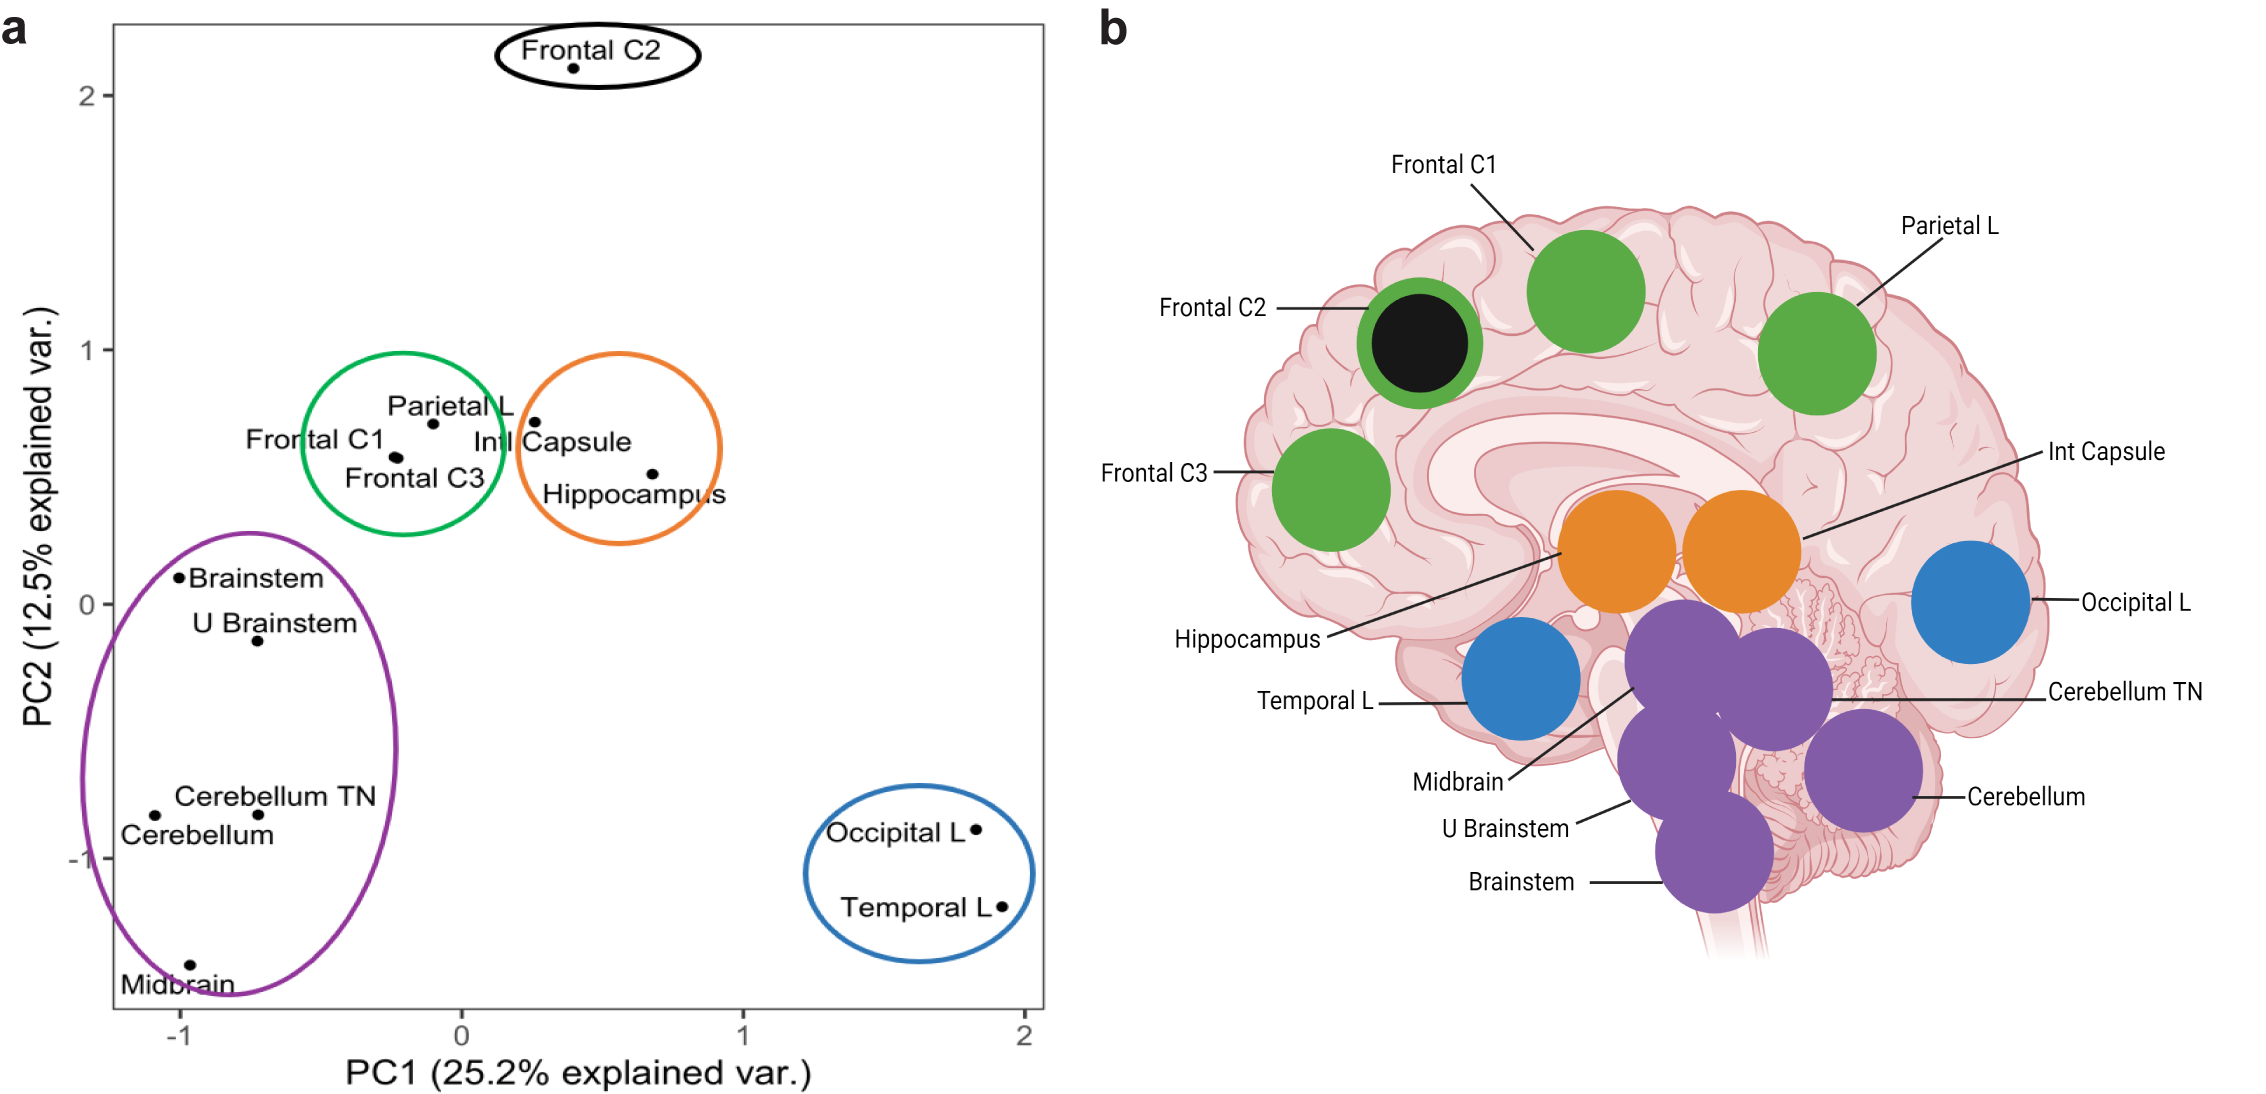 a
Frontal C2
2
1
0
-1
PC2 (12.5% explained var.)
Parietal L
Frontal C1
Frontal C3
Intl Capsule
Hippocampus
Brainstem
U Brainstem
Cerebellum TN
Cerebellum
Midbrain
Occipital L
Temporal L
-1 0 1 2
PC1 (25.2% explained var.)
b
Frontal C1
Parietal L
Frontal C2
Int Capsule
Frontal C3
Occipital L
Hippocampus
Cerebellum TN
Temporal L
Midbrain
Cerebellum
U Brainstem
Brainstem